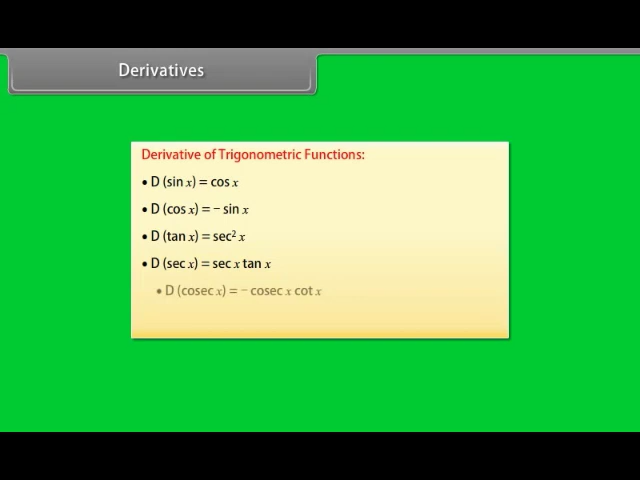 Derivatives
Derivative of Trigonometric Functions:
• D (sin x) = cos x
• D (cos x) = − sin x
• D (tan x) = sec² x
• D (sec x) = sec x tan x
• D (cosec x) = − cosec x cot x